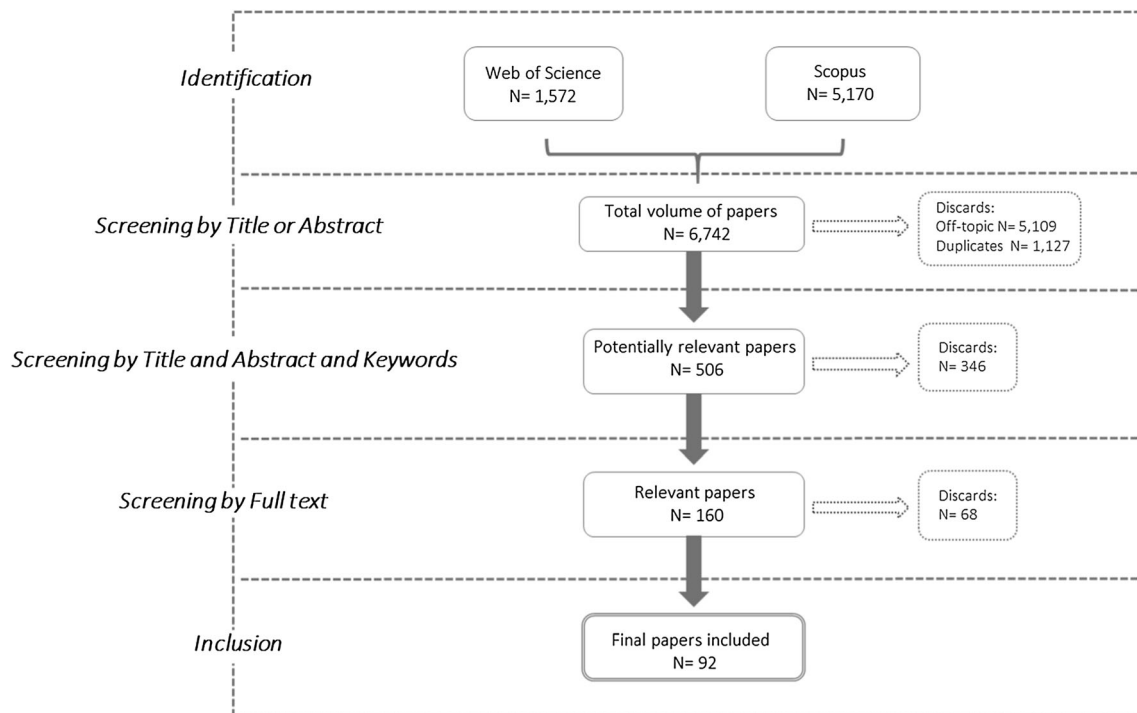 Identification
Web of Science
N= 1,572
Scopus
N= 5,170
Screening by Title or Abstract
Total volume of papers
N= 6,742
Discards:
Off-topic N= 5,109
Duplicates N= 1,127
Screening by Title and Abstract and Keywords
Potentially relevant papers
N= 506
Discards:
N= 346
Screening by Full text
Relevant papers
N= 160
Discards:
N= 68
Inclusion
Final papers included
N= 92